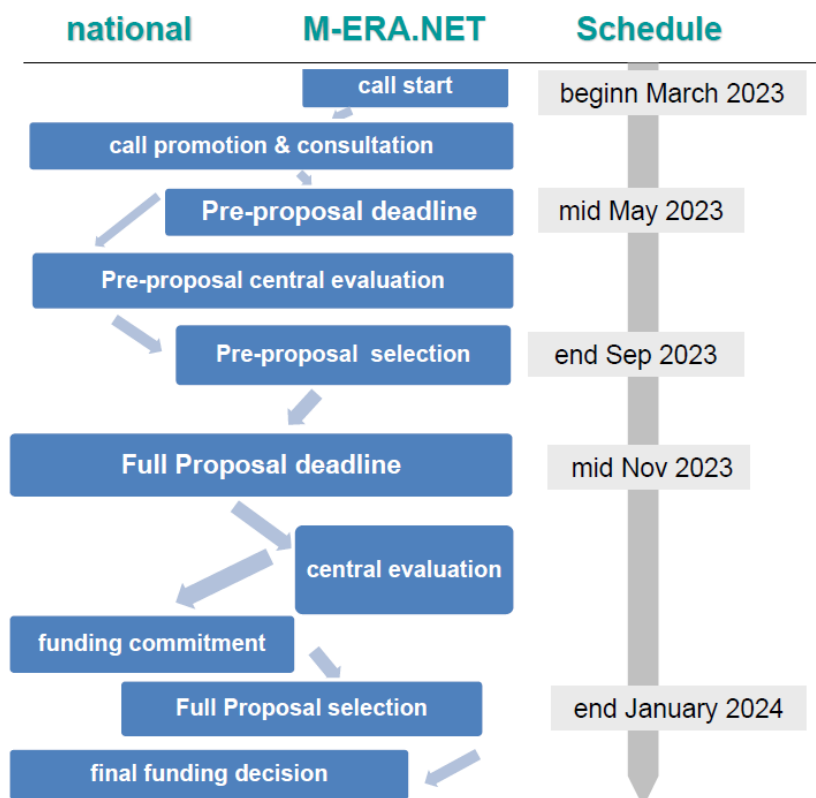 national M-ERA.NET Schedule
call start
beginn March 2023
call promotion & consultation
Pre-proposal deadline
mid May 2023
Pre-proposal central evaluation
Pre-proposal selection
end Sep 2023
Full Proposal deadline
mid Nov 2023
central evaluation
funding commitment
Full Proposal selection
end January 2024
final funding decision